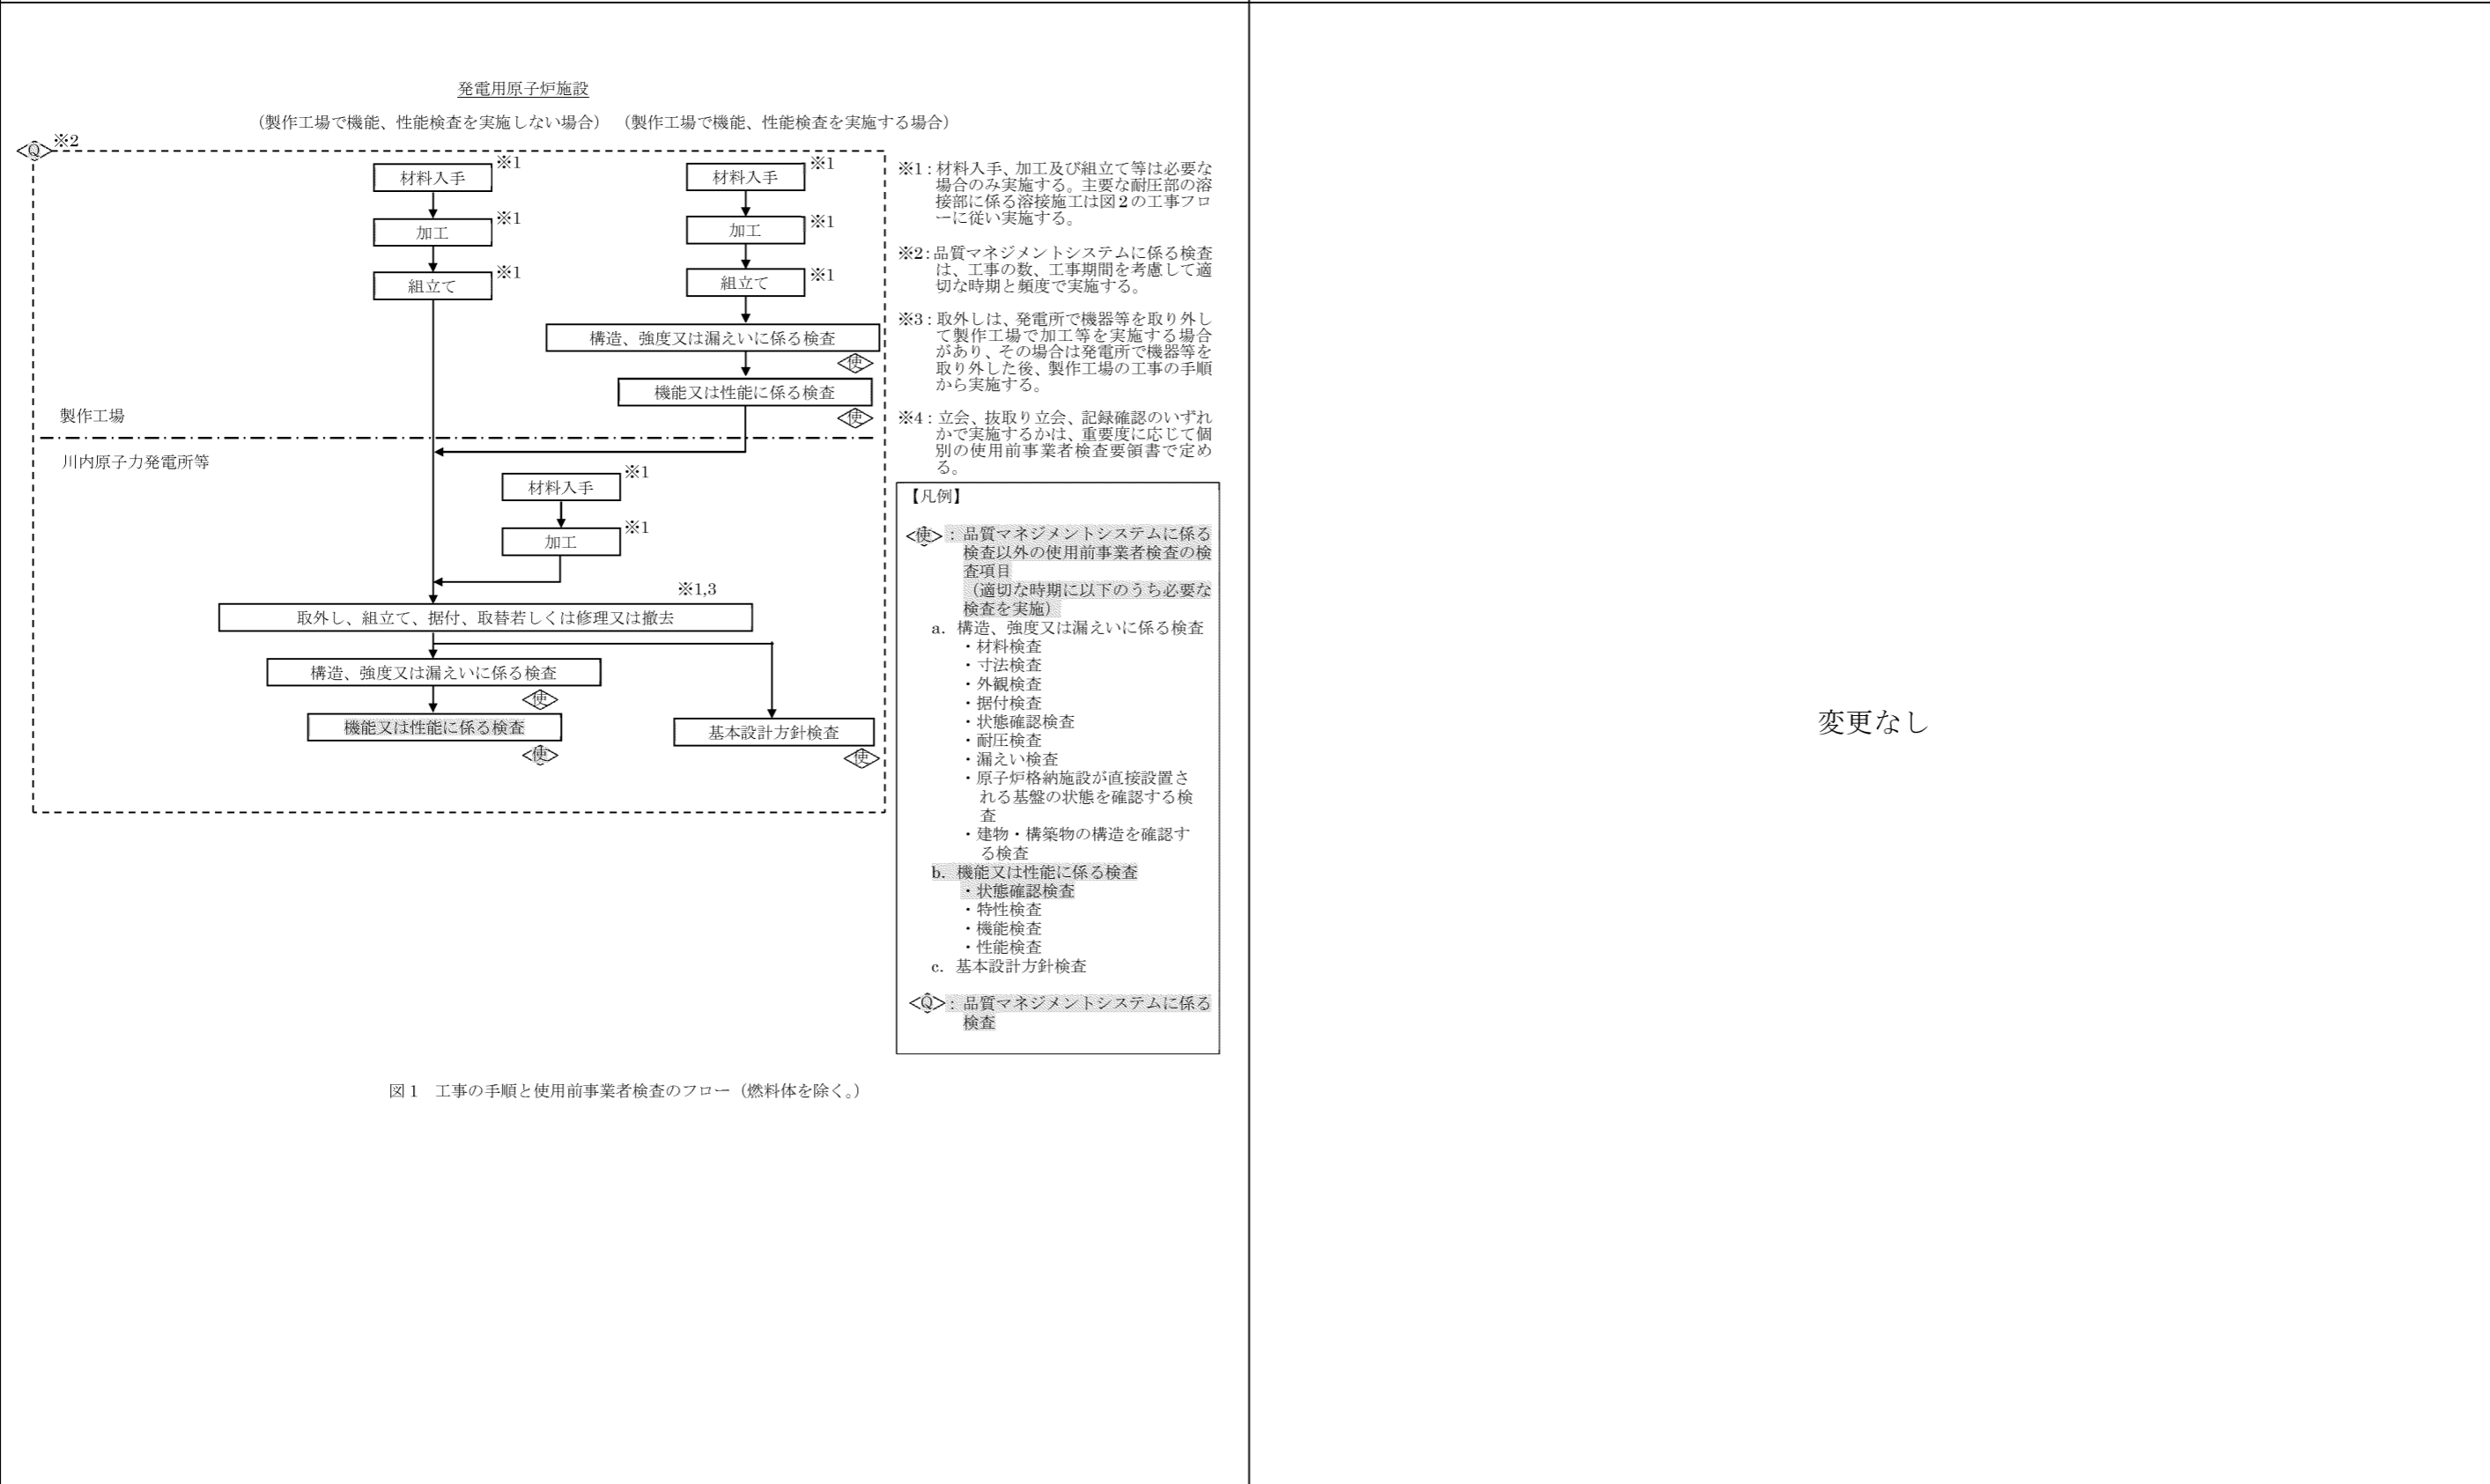 発電用原子炉施設
（製作工場で機能、性能検査を実施しない場合）　（製作工場で機能、性能検査を実施する場合）
Q ※2
材料入手 ※1
加工 ※1
組立て ※1
材料入手 ※1
加工 ※1
組立て ※1
構造、強度又は漏えいに係る検査
使
機能又は性能に係る検査
使
製作工場
川内原子力発電所等
材料入手 ※1
加工 ※1
※1,3
取外し、組立て、据付、取替若しくは修理又は撤去
構造、強度又は漏えいに係る検査
使
機能又は性能に係る検査
使
基本設計方針検査
使
※1：材料入手、加工及び組立て等は必要な
場合のみ実施する。主要な耐圧部の溶
接部に係る溶接施工は図2の工事フロ
ーに従い実施する。
※2：品質マネジメントシステムに係る検査
は、工事の数、工事期間を考慮して適
切な時期と頻度で実施する。
※3：取外しは、発電所で機器等を取り外し
て製作工場で加工等を実施する場合
があり、その場合は発電所で機器等を
取り外した後、製作工場の工事の手順
から実施する。
※4：立会、抜取り立会、記録確認のいずれ
かで実施するかは、重要度に応じて個
別の使用前事業者検査要領書で定め
る。
【凡例】
使：品質マネジメントシステムに係る
検査以外の使用前事業者検査の検
査項目
（適切な時期に以下のうち必要な
検査を実施）
a．構造、強度又は漏えいに係る検査
・材料検査
・寸法検査
・外観検査
・据付検査
・状態確認検査
・耐圧検査
・漏えい検査
・原子炉格納施設が直接設置さ
れる基盤の状態を確認する検
査
・建物・構築物の構造を確認す
る検査
b．機能又は性能に係る検査
・状態確認検査
・特性検査
・機能検査
・性能検査
c．基本設計方針検査
Q：品質マネジメントシステムに係る
検査
図1　工事の手順と使用前事業者検査のフロー（燃料体を除く。）
変更なし